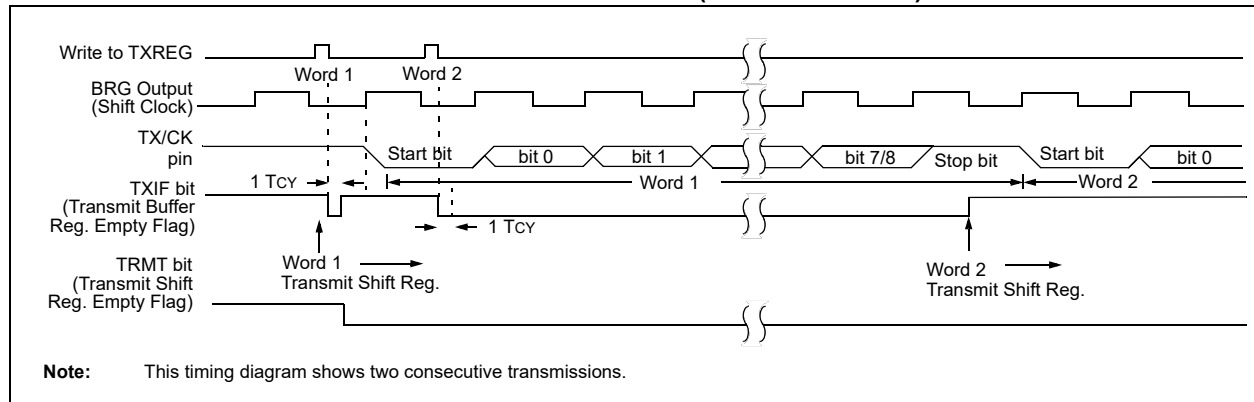 Write to TXREG
Word 1
Word 2
BRG Output
(Shift Clock)
TX/CK
pin
Start bit
bit 0
bit 1
bit 7/8
Stop bit
Start bit
bit 0
1 TCY
Word 1
Word 2
TXIF bit
(Transmit Buffer
Reg. Empty Flag)
1 TCY
TRMT bit
(Transmit Shift
Reg. Empty Flag)
Word 1
Transmit Shift Reg.
Word 2
Transmit Shift Reg.
Note: This timing diagram shows two consecutive transmissions.